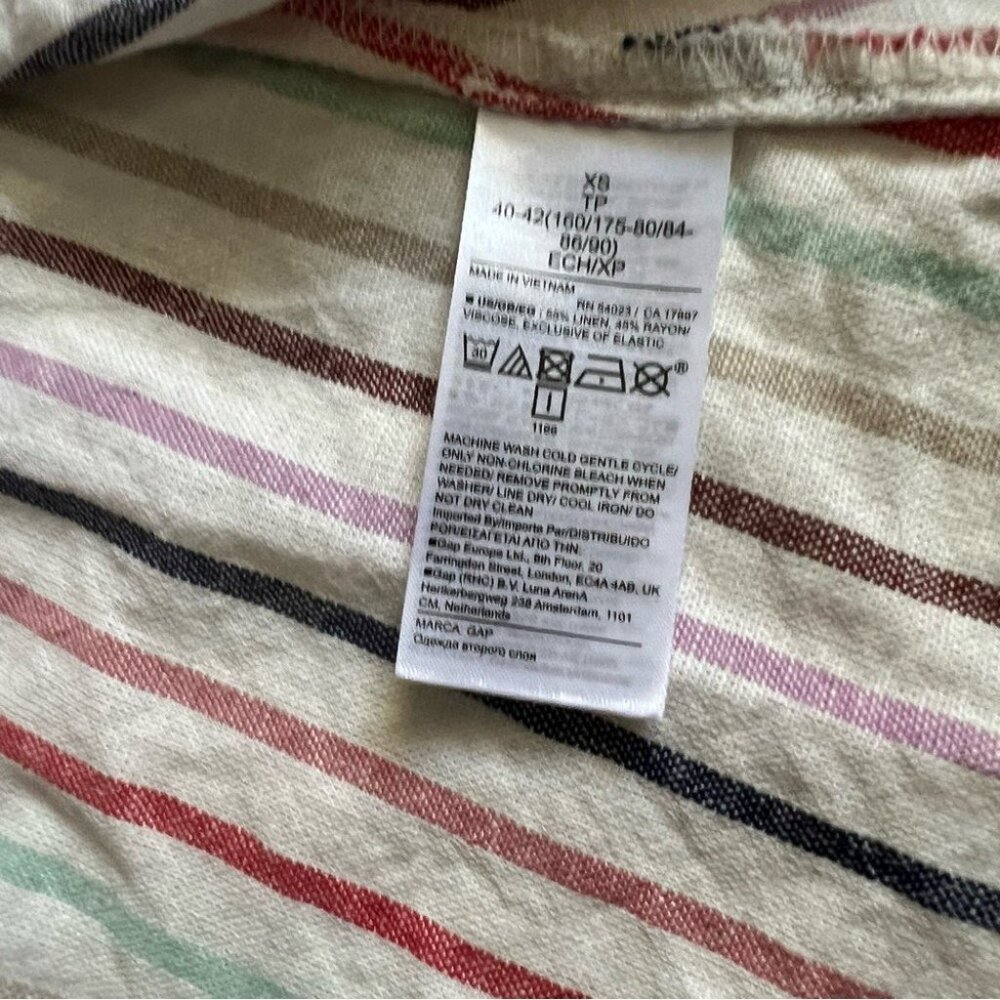 XS
TP
40-42(160/175-80/84-
86/90)
ECH/XP
MADE IN VIETNAM
RN 54023 / CA 17897
US/GB/EG : 55% LINEN, 45% RAYON/
VISCOSE, EXCLUSIVE OF ELASTIC
30
®
1166
MACHINE WASH COLD GENTLE CYCLE/
ONLY NON-CHLORINE BLEACH WHEN
NEEDED/ REMOVE PROMPTLY FROM
WASHER/ LINE DRY/ COOL IRON/ DO
NOT DRY CLEAN
Imported By/Importe Par/DISTRIBUIDO
POR/ΕΙΣΑΓΕΤΑΙ ΑΠΟ ΤΗΝ
Gap Europe Ltd., 8th Floor, 20
Farringdon Street, London, EC4A 4AB, UK
Gap (RHC) B.V. Luna ArenA
Herikerbergweg 238 Amsterdam, 1101
CM, Netherlands
MARCA: GAP
Одежда второго слоя